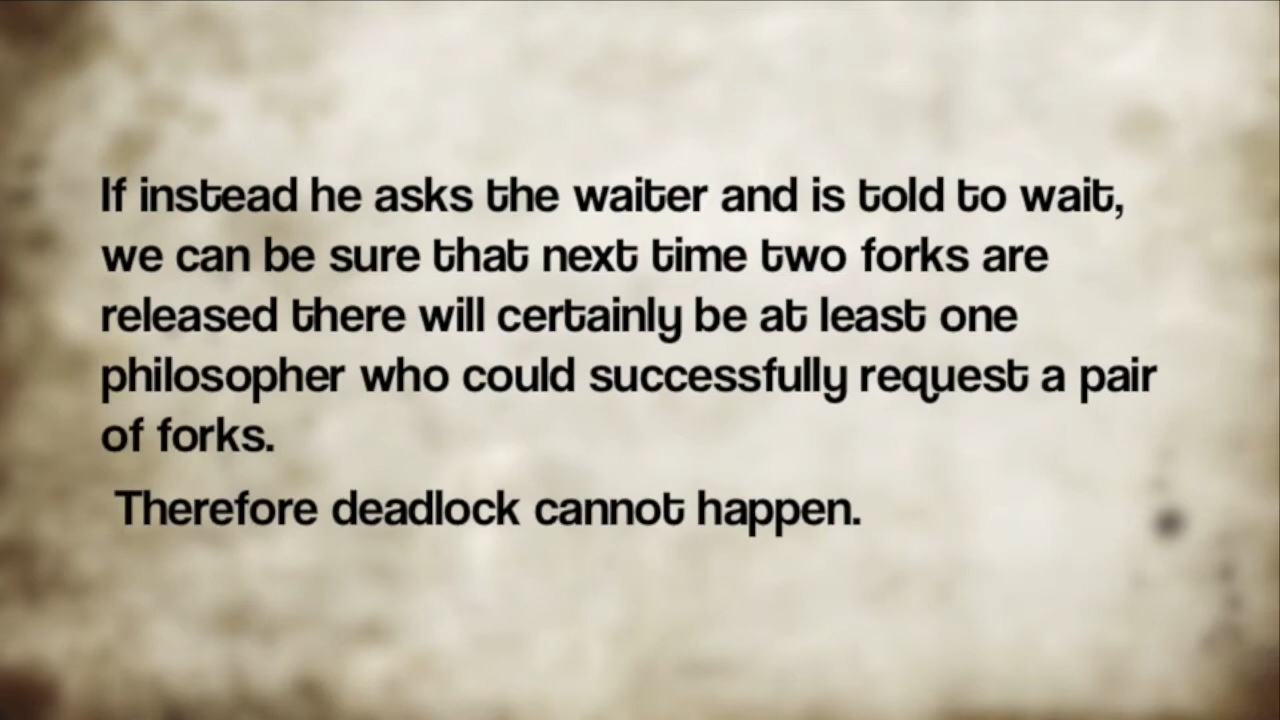 If instead he asks the waiter and is told to wait,
we can be sure that next time two forks are
released there will certainly be at least one
philosopher who could successfully request a pair
of forks.
Therefore deadlock cannot happen.